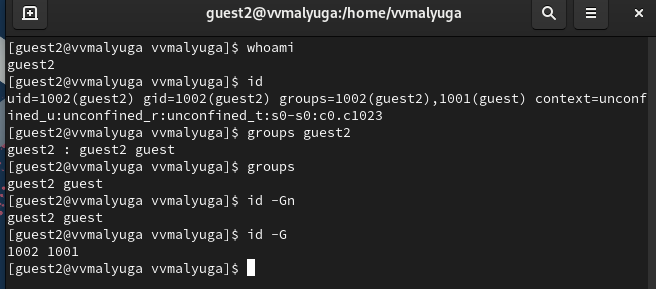 guest2@vvmalyuga:/home/vvmalyuga
[guest2@vvmalyuga vvmalyuga]$ whoami
guest2
[guest2@vvmalyuga vvmalyuga]$ id
uid=1002(guest2) gid=1002(guest2) groups=1002(guest2),1001(guest) context=unconf
ined_u:unconfined_r:unconfined_t:s0-s0:c0.c1023
[guest2@vvmalyuga vvmalyuga]$ groups guest2
guest2 : guest2 guest
[guest2@vvmalyuga vvmalyuga]$ groups
guest2 guest
[guest2@vvmalyuga vvmalyuga]$ id -Gn
guest2 guest
[guest2@vvmalyuga vvmalyuga]$ id -G
1002 1001
[guest2@vvmalyuga vvmalyuga]$